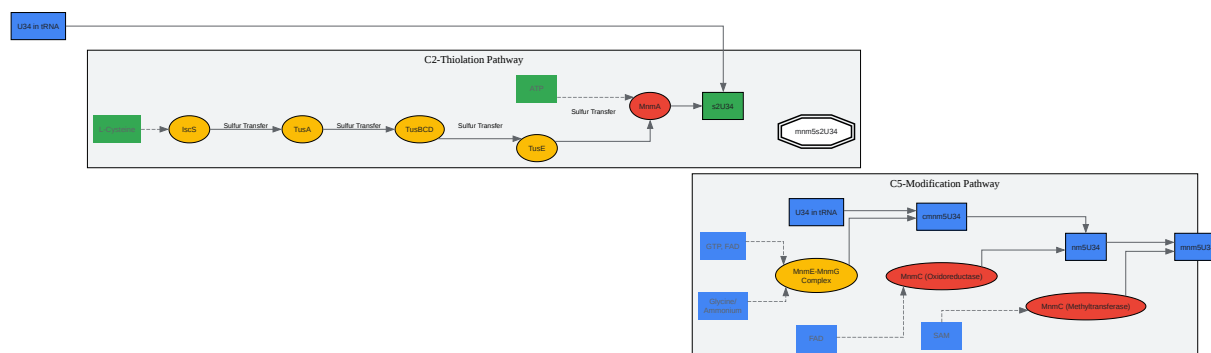 U34 in tRNA
C2-Thiolation Pathway
ATP
MnmA
s2U34
Sulfur Transfer
L-Cysteine
IscS
Sulfur Transfer
TusA
Sulfur Transfer
TusBCD
Sulfur Transfer
TusE
mnm5s2U34
C5-Modification Pathway
U34 in tRNA
cmnm5U34
GTP, FAD
nm5U34
mnm5U34
MnmE-MnmG
Complex
MnmC (Oxidoreductase)
Glycine/
Ammonium
MnmC (Methyltransferase)
FAD
SAM